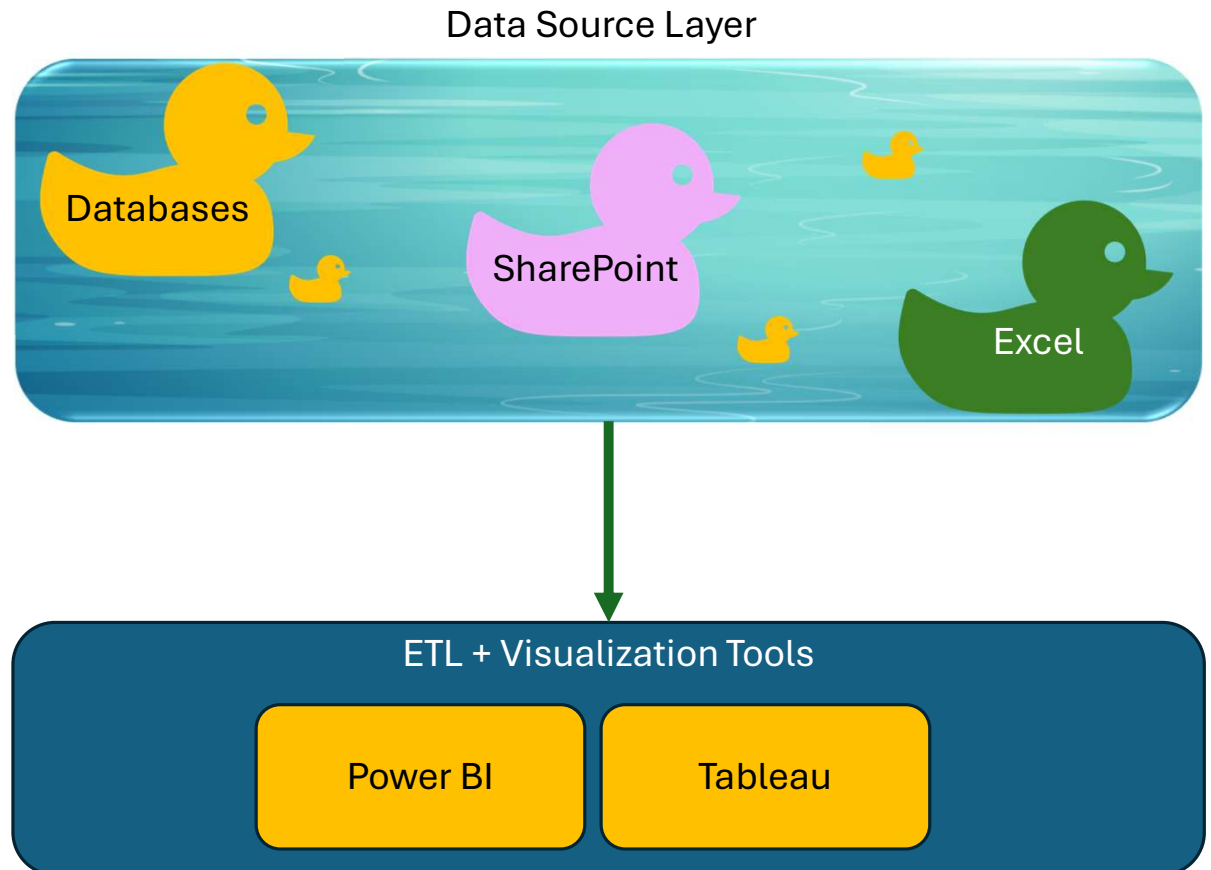 Data Source Layer
Databases
SharePoint
Excel
ETL + Visualization Tools
Power BI
Tableau